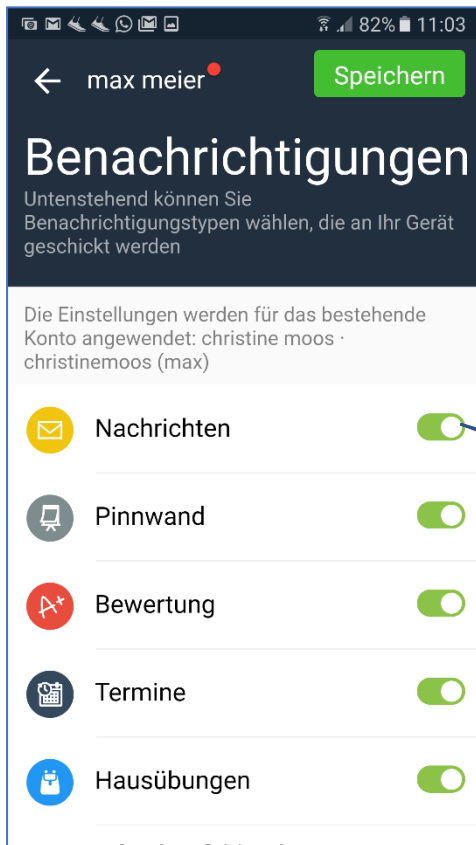 82% 11:03
max meier
Speichern
Benachrichtigungen
Untenstehend können Sie
Benachrichtigungstypen wählen, die an Ihr Gerät
geschickt werden
Die Einstellungen werden für das bestehende
Konto angewendet: christine moos ·
christinemoos (max)
Nachrichten
Pinnwand
Bewertung
A+
Termine
Hausübungen